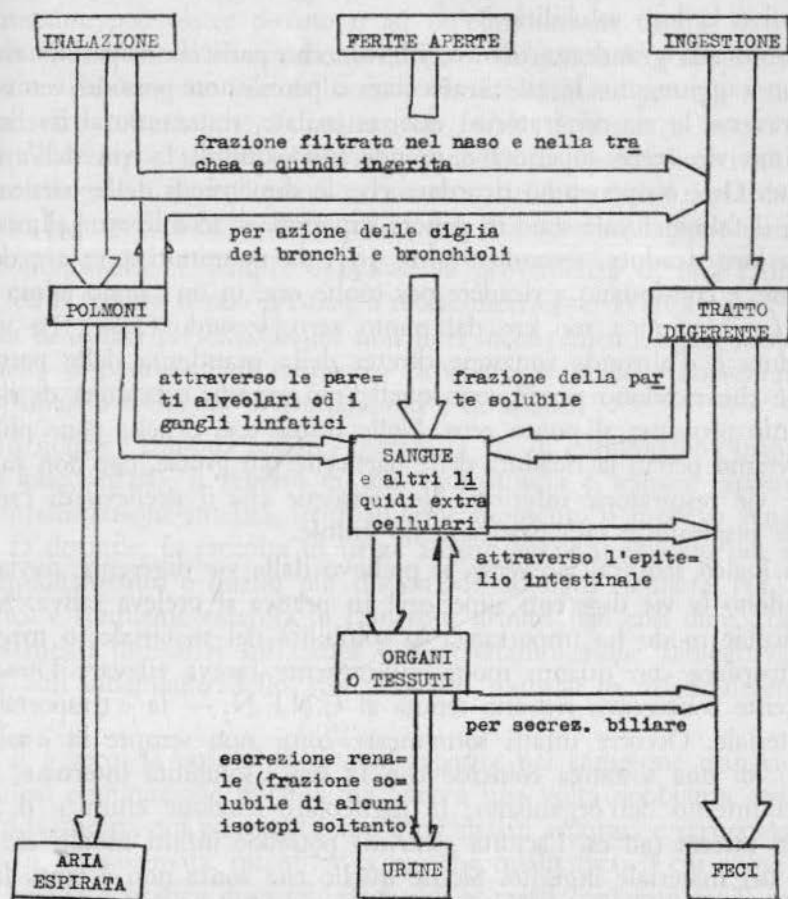 INALAZIONE
FERITE APERTE
INGESTIONE
frazione filtrata nel naso e nella tra
chea e quindi ingerita
per azione delle ciglia
dei bronchi e bronchioli
POLMONI
TRATTO
DIGERENTE
attraverso le pare=
ti alveolari ed i
gangli linfatici
frazione della par
te solubile
SANGUE
e altri li
quidi extra
cellulari
attraverso l'epite-
lio intestinale
ORGANI
O TESSUTI
per escrez. biliare
escrezione rena=
le (frazione so-
lubile di alcuni
isotopi soltanto)
ARIA
ESPIRATA
URINE
FECI